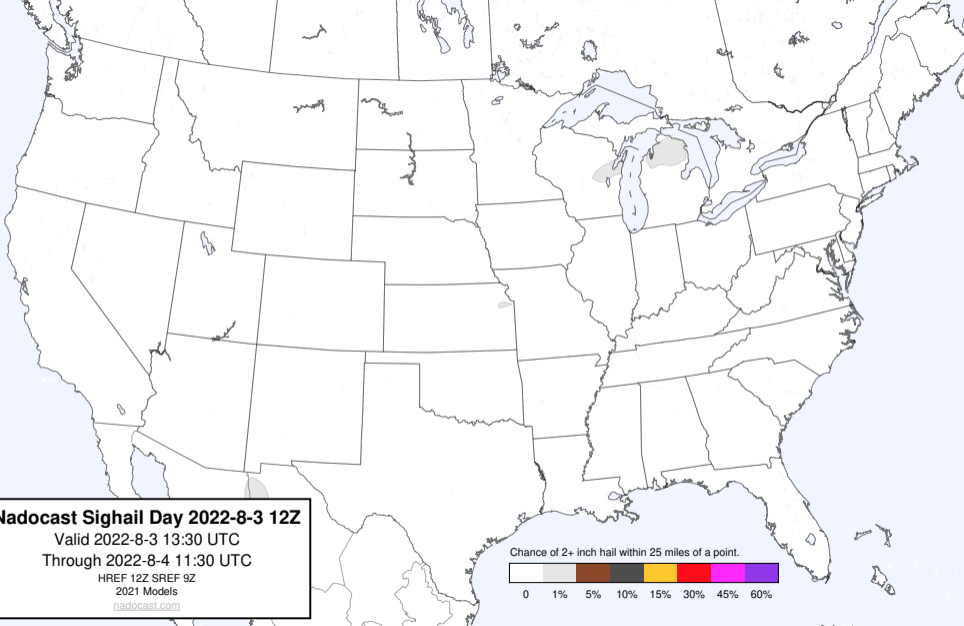 Nadocast Sighail Day 2022-8-3 12Z
Valid 2022-8-3 13:30 UTC
Through 2022-8-4 11:30 UTC
HREF 12Z SREF 9Z
2021 Models
nadocast.com
Chance of 2+ inch hail within 25 miles of a point.
0 1% 5% 10% 15% 30% 45% 60%